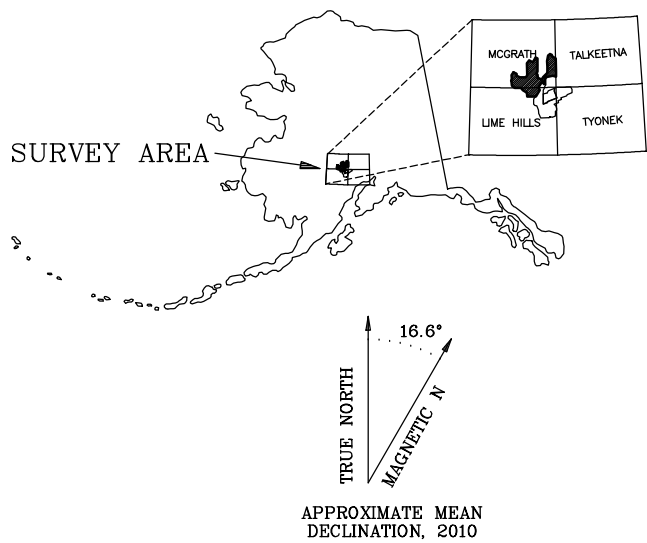 MCGRATH TALKEETNA
LIME HILLS TYONEK
SURVEY AREA
16.6°
TRUE NORTH
MAGNETIC N
APPROXIMATE MEAN
DECLINATION, 2010